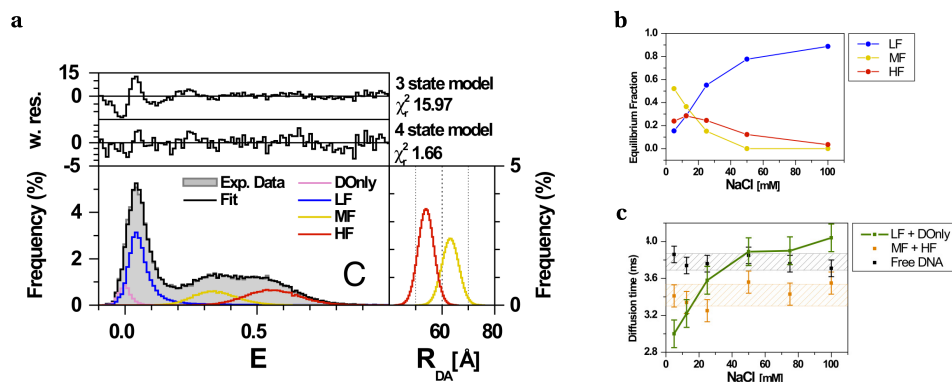 a
w. res.
15
0
0
-5
3 state model
χr² 15.97
4 state model
χr² 1.66
Frequency (%)
4
2
0
Exp. Data
Fit
DOnly
LF
MF
HF
C
0.0
0.5
E
5
0
Frequency (%)
60
80
RDA [Å]
b
Equilibrium Fraction
1.0
0.8
0.6
0.4
0.2
0.0
0
20
40
60
80
100
NaCl [mM]
LF
MF
HF
c
Diffusion time (ms)
4.0
3.6
3.2
2.8
0
20
40
60
80
100
NaCl [mM]
LF + DOnly
MF + HF
Free DNA